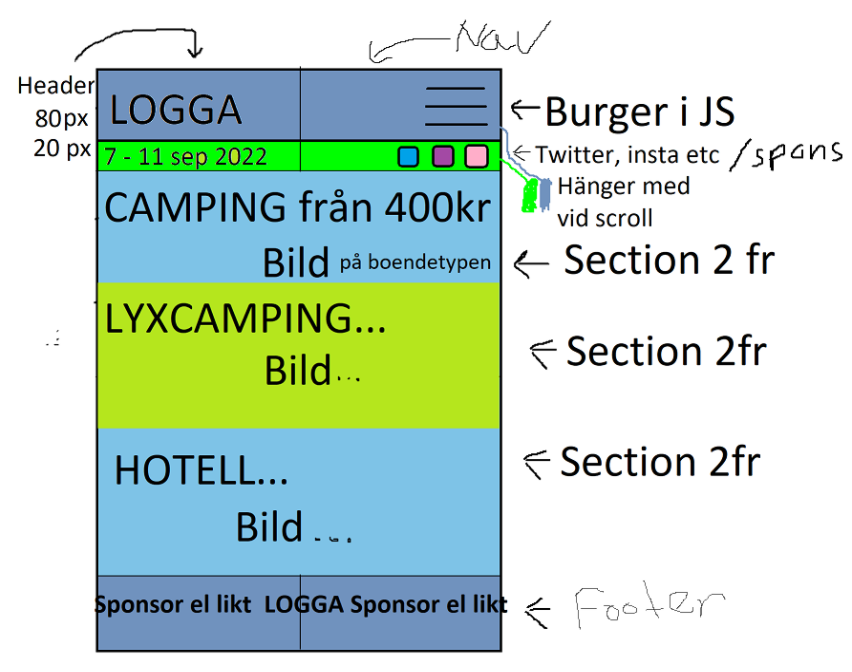 Nav
Header
80px
20 px
LOGGA
Burger i JS
7 - 11 sep 2022
Twitter, insta etc /spans
Hänger med
vid scroll
CAMPING från 400kr
Bild på boendetypen
Section 2 fr
LYXCAMPING...
Section 2fr
Bild...
HOTELL...
Section 2fr
Bild ....
Sponsor el likt LOGGA Sponsor el likt
Footer